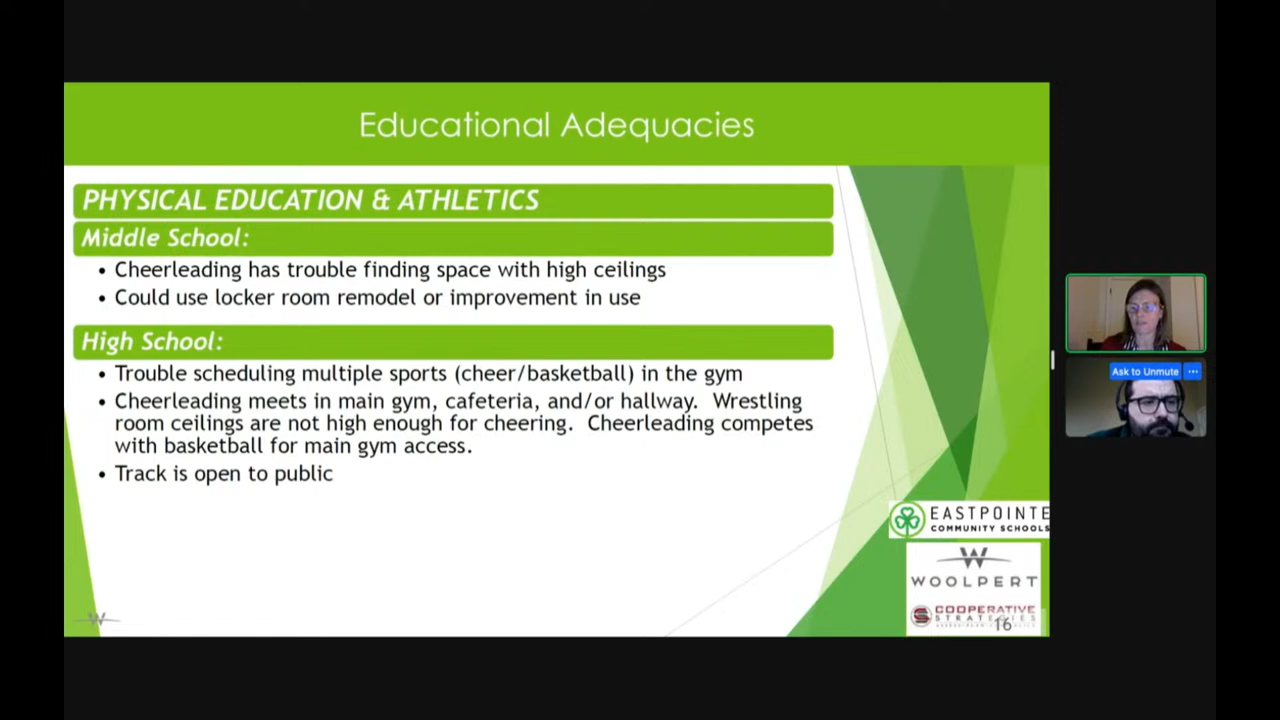 Educational Adequacies
PHYSICAL EDUCATION & ATHLETICS
Middle School:
• Cheerleading has trouble finding space with high ceilings
• Could use locker room remodel or improvement in use
High School:
• Trouble scheduling multiple sports (cheer/basketball) in the gym
• Cheerleading meets in main gym, cafeteria, and/or hallway. Wrestling
room ceilings are not high enough for cheering. Cheerleading competes
with basketball for main gym access.
• Track is open to public
EASTPOINTE
COMMUNITY SCHOOLS
W
WOOLPERT
COOPERATIVE
STRATEGIES
16
W
Ask to Unmute